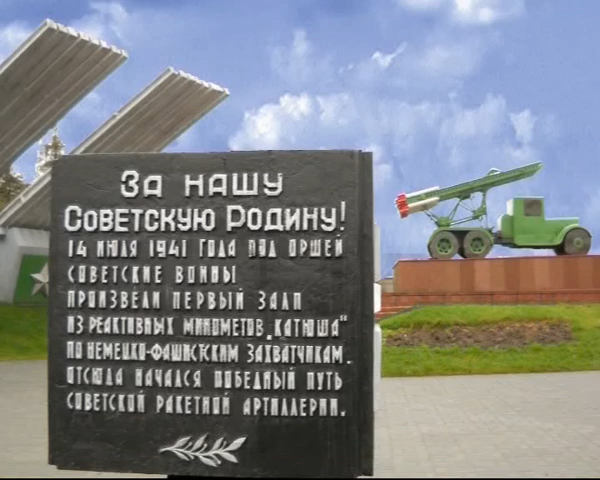 За нашу
Советскую Родину!
14 июля 1941 года под Оршей
советские воины
произвели первый залп
из реактивных минометов „Катюша“
по немецко-фашистским захватчикам.
Отсюда начался победный путь
советской ракетной артиллерии.